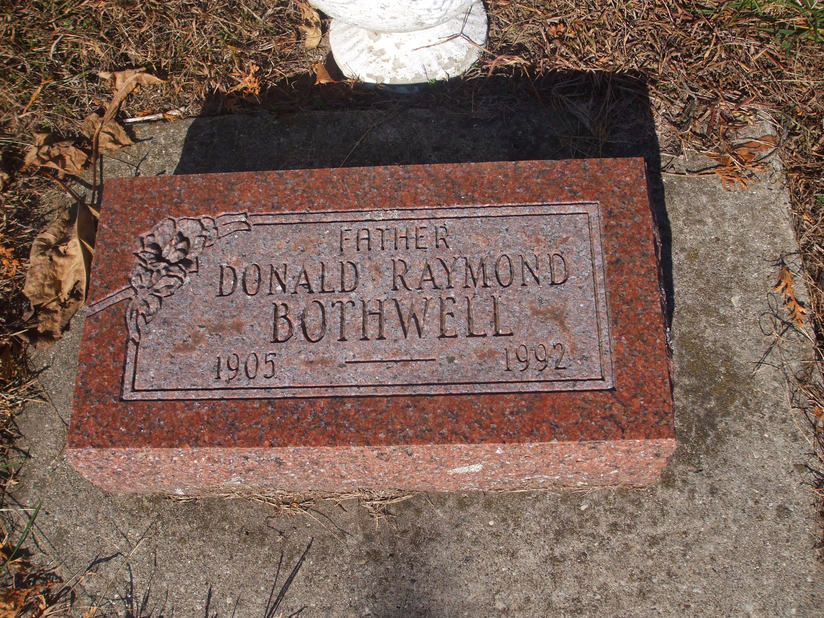 FATHER
DONALD RAYMOND
BOTHWELL
1905 — 1992